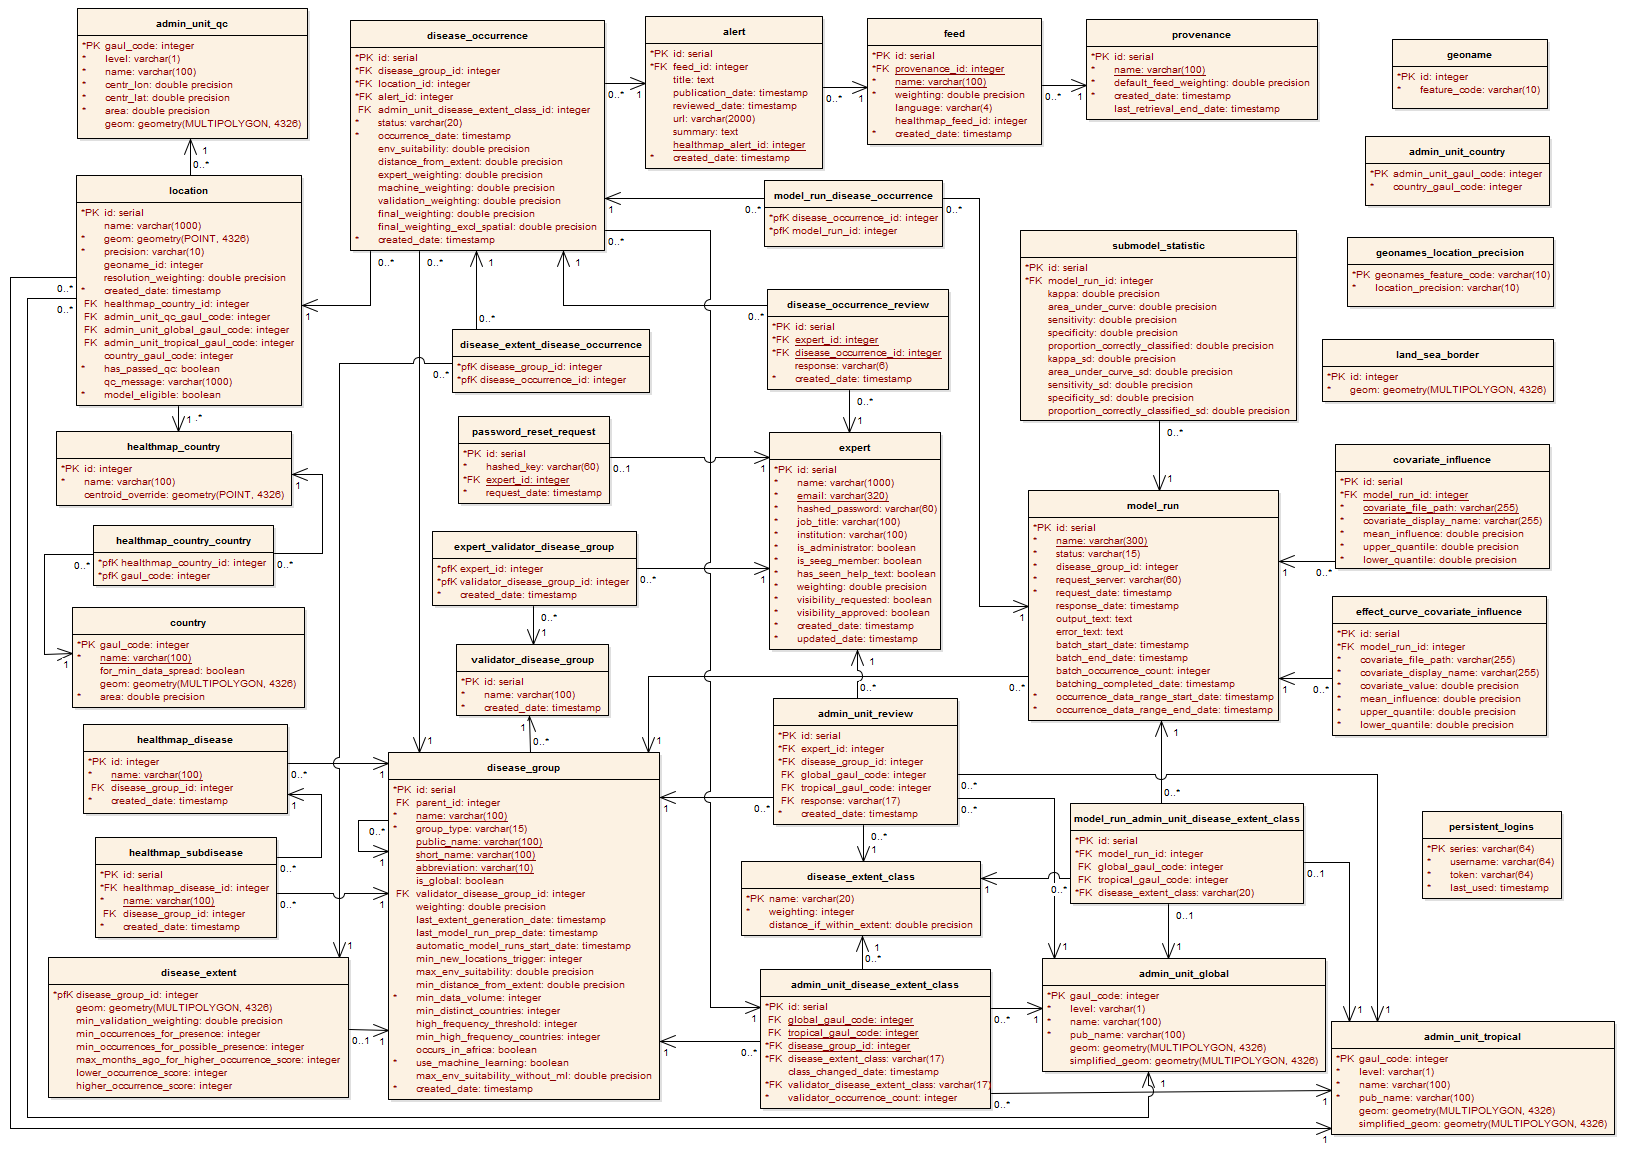 admin_unit_qc
*PK gaul_code: integer
* level: varchar(1)
* name: varchar(100)
* centr_lon: double precision
* centr_lat: double precision
* area: double precision
geom: geometry(MULTIPOLYGON, 4326)
1
0..*
disease_occurrence
*PK id: serial
*FK disease_group_id: integer
*FK location_id: integer
*FK alert_id: integer
FK admin_unit_disease_extent_class_id: integer
* status: varchar(20)
* occurrence_date: timestamp
env_suitability: double precision
distance_from_extent: double precision
expert_weighting: double precision
machine_weighting: double precision
validation_weighting: double precision
final_weighting: double precision
final_weighting_excl_spatial: double precision
* created_date: timestamp
0..*
1
alert
*PK id: serial
*FK feed_id: integer
title: text
publication_date: timestamp
reviewed_date: timestamp
url: varchar(2000)
summary: text
healthmap_alert_id: integer
* created_date: timestamp
0..*
1
feed
*PK id: serial
*FK provenance_id: integer
* name: varchar(100)
* weighting: double precision
language: varchar(4)
healthmap_feed_id: integer
* created_date: timestamp
0..*
1
provenance
*PK id: serial
* name: varchar(100)
* default_feed_weighting: double precision
* created_date: timestamp
last_retrieval_end_date: timestamp
geoname
*PK id: integer
* feature_code: varchar(10)
admin_unit_country
*PK admin_unit_gaul_code: integer
* country_gaul_code: integer
geonames_location_precision
*PK geonames_feature_code: varchar(10)
* location_precision: varchar(10)
land_sea_border
*PK id: integer
* geom: geometry(MULTIPOLYGON, 4326)
location
*PK id: serial
name: varchar(1000)
* geom: geometry(POINT, 4326)
* precision: varchar(10)
geoname_id: integer
resolution_weighting: double precision
* created_date: timestamp
FK healthmap_country_id: integer
FK admin_unit_qc_gaul_code: integer
FK admin_unit_global_gaul_code: integer
FK admin_unit_tropical_gaul_code: integer
country_gaul_code: integer
* has_passed_qc: boolean
qc_message: varchar(1000)
* model_eligible: boolean
0..*
0..*
1
1..*
model_run_disease_occurrence
*pfK disease_occurrence_id: integer
*pfK model_run_id: integer
1
0..*
0..*
0..*
0..*
0..*
1
1
submodel_statistic
*PK id: serial
*FK model_run_id: integer
kappa: double precision
area_under_curve: double precision
sensitivity: double precision
specificity: double precision
proportion_correctly_classified: double precision
kappa_sd: double precision
area_under_curve_sd: double precision
sensitivity_sd: double precision
specificity_sd: double precision
proportion_correctly_classified_sd: double precision
0..*
1
disease_occurrence_review
*PK id: serial
*FK expert_id: integer
*FK disease_occurrence_id: integer
response: varchar(6)
* created_date: timestamp
0..*
0..*
1
disease_extent_disease_occurrence
*pfK disease_group_id: integer
*pfK disease_occurrence_id: integer
0..*
0..*
healthmap_country
*PK id: integer
* name: varchar(100)
centroid_override: geometry(POINT, 4326)
1
healthmap_country_country
*pfK healthmap_country_id: integer
*pfK gaul_code: integer
0..*
0..*
country
*PK gaul_code: integer
* name: varchar(100)
for_min_data_spread: boolean
geom: geometry(MULTIPOLYGON, 4326)
* area: double precision
1
password_reset_request
*PK id: serial
* hashed_key: varchar(60)
*FK expert_id: integer
* request_date: timestamp
0..1
1
expert
*PK id: serial
* name: varchar(1000)
* email: varchar(320)
* hashed_password: varchar(60)
* job_title: varchar(100)
* institution: varchar(100)
* is_administrator: boolean
* is_seeg_member: boolean
* has_seen_help_text: boolean
* weighting: double precision
* visibility_requested: boolean
* visibility_approved: boolean
* created_date: timestamp
* updated_date: timestamp
1
0..*
expert_validator_disease_group
*pfK expert_id: integer
*pfK validator_disease_group_id: integer
* created_date: timestamp
0..*
1
0..*
1
validator_disease_group
*PK id: serial
* name: varchar(100)
* created_date: timestamp
1
0..*
model_run
*PK id: serial
* name: varchar(300)
* status: varchar(15)
* disease_group_id: integer
* request_server: varchar(60)
* request_date: timestamp
response_date: timestamp
output_text: text
error_text: text
batch_start_date: timestamp
batch_end_date: timestamp
batch_occurrence_count: integer
batching_completed_date: timestamp
* occurrence_data_range_start_date: timestamp
* occurrence_data_range_end_date: timestamp
1
0..*
1
0..*
covariate_influence
*PK id: serial
*FK model_run_id: integer
* covariate_file_path: varchar(255)
* covariate_display_name: varchar(255)
* mean_influence: double precision
* upper_quantile: double precision
* lower_quantile: double precision
1
0..*
effect_curve_covariate_influence
*PK id: serial
*FK model_run_id: integer
* covariate_file_path: varchar(255)
* covariate_display_name: varchar(255)
* covariate_value: double precision
* mean_influence: double precision
* upper_quantile: double precision
* lower_quantile: double precision
1
0..*
healthmap_disease
*PK id: integer
* name: varchar(100)
FK disease_group_id: integer
* created_date: timestamp
0..*
1
1
healthmap_subdisease
*PK id: serial
*FK healthmap_disease_id: integer
* name: varchar(100)
FK disease_group_id: integer
* created_date: timestamp
0..*
0..*
1
disease_group
*PK id: serial
FK parent_id: integer
* name: varchar(100)
* group_type: varchar(15)
public_name: varchar(100)
short_name: varchar(100)
abbreviation: varchar(10)
is_global: boolean
FK validator_disease_group_id: integer
weighting: double precision
last_extent_generation_date: timestamp
last_model_run_prep_date: timestamp
automatic_model_runs_start_date: timestamp
min_new_locations_trigger: integer
max_env_suitability: double precision
min_distance_from_extent: double precision
* min_data_volume: integer
min_distinct_countries: integer
high_frequency_threshold: integer
min_high_frequency_countries: integer
occurs_in_africa: boolean
* use_machine_learning: boolean
max_env_suitability_without_ml: double precision
* created_date: timestamp
1
1
0..*
1
admin_unit_review
*PK id: serial
*FK expert_id: integer
*FK disease_group_id: integer
FK global_gaul_code: integer
FK tropical_gaul_code: integer
FK response: varchar(17)
* created_date: timestamp
1
0..*
0..*
0..*
0..*
1
model_run_admin_unit_disease_extent_class
*PK id: serial
*FK model_run_id: integer
FK global_gaul_code: integer
FK tropical_gaul_code: integer
*FK disease_extent_class: varchar(20)
1
0..*
0..1
0..1
persistent_logins
*PK series: varchar(64)
* username: varchar(64)
* token: varchar(64)
* last_used: timestamp
disease_extent_class
*PK name: varchar(20)
* weighting: integer
distance_if_within_extent: double precision
1
0..*
disease_extent
*pfK disease_group_id: integer
geom: geometry(MULTIPOLYGON, 4326)
min_validation_weighting: double precision
min_occurrences_for_presence: integer
min_occurrences_for_possible_presence: integer
max_months_ago_for_higher_occurrence_score: integer
lower_occurrence_score: integer
higher_occurrence_score: integer
1
0..1
1
admin_unit_disease_extent_class
*PK id: serial
FK global_gaul_code: integer
FK tropical_gaul_code: integer
*FK disease_group_id: integer
*FK disease_extent_class: varchar(17)
class_changed_date: timestamp
*FK validator_disease_extent_class: varchar(17)
* validator_occurrence_count: integer
1
1
0..*
0..*
1
0..*
admin_unit_global
*PK gaul_code: integer
* level: varchar(1)
* name: varchar(100)
* pub_name: varchar(100)
geom: geometry(MULTIPOLYGON, 4326)
simplified_geom: geometry(MULTIPOLYGON, 4326)
1
1
1
admin_unit_tropical
*PK gaul_code: integer
* level: varchar(1)
* name: varchar(100)
* pub_name: varchar(100)
geom: geometry(MULTIPOLYGON, 4326)
simplified_geom: geometry(MULTIPOLYGON, 4326)
1
1
1
1